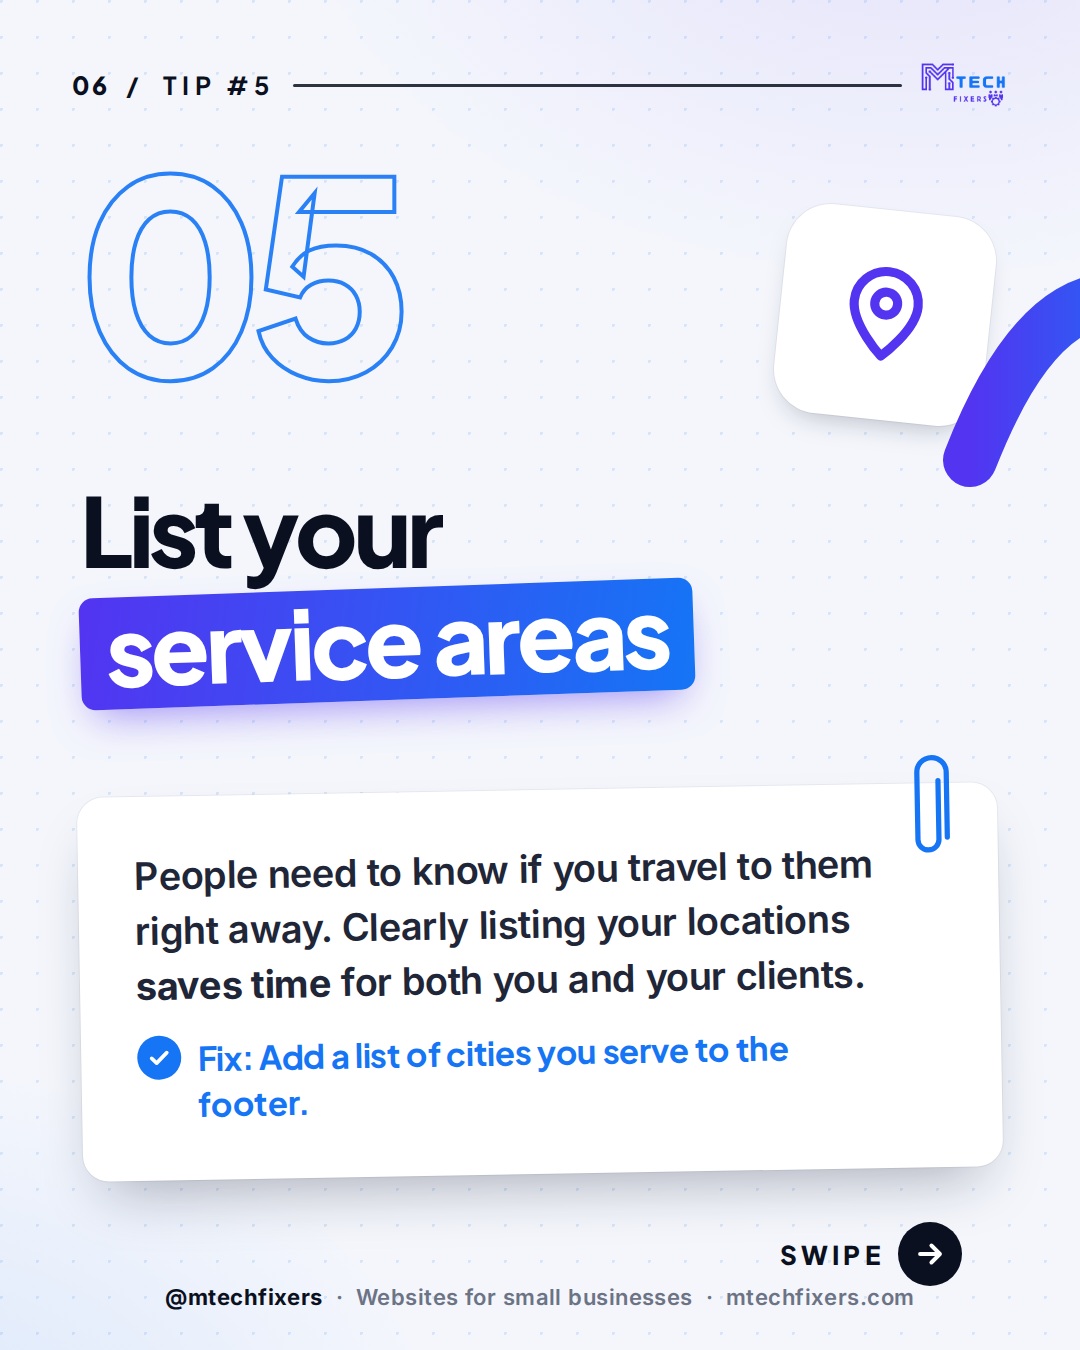 06 / TIP #5
MTECH
FIXERS
05
List your
service areas
People need to know if you travel to them
right away. Clearly listing your locations
saves time for both you and your clients.
Fix: Add a list of cities you serve to the
footer.
SWIPE
@mtechfixers · Websites for small businesses · mtechfixers.com